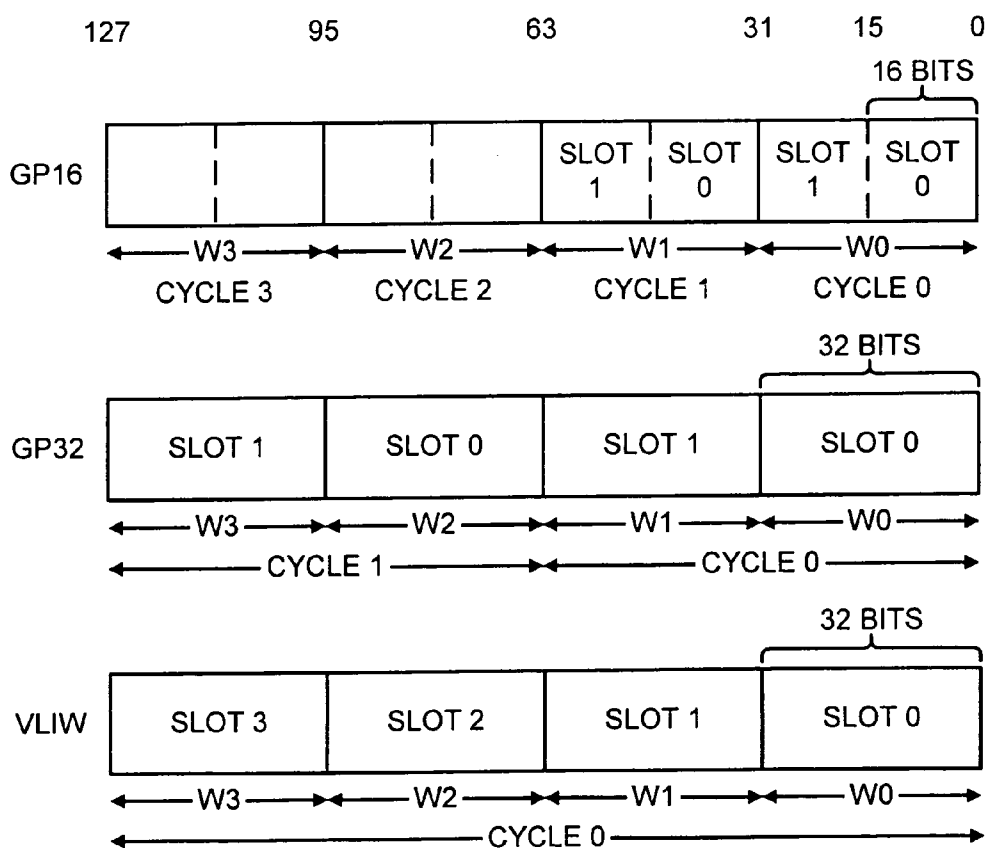 127 95 63 31 15 0
16 BITS
GP16 SLOT 1 SLOT 0 SLOT 1 SLOT 0
W3 W2 W1 W0
CYCLE 3 CYCLE 2 CYCLE 1 CYCLE 0
32 BITS
GP32 SLOT 1 SLOT 0 SLOT 1 SLOT 0
W3 W2 W1 W0
CYCLE 1 CYCLE 0
32 BITS
VLIW SLOT 3 SLOT 2 SLOT 1 SLOT 0
W3 W2 W1 W0
CYCLE 0